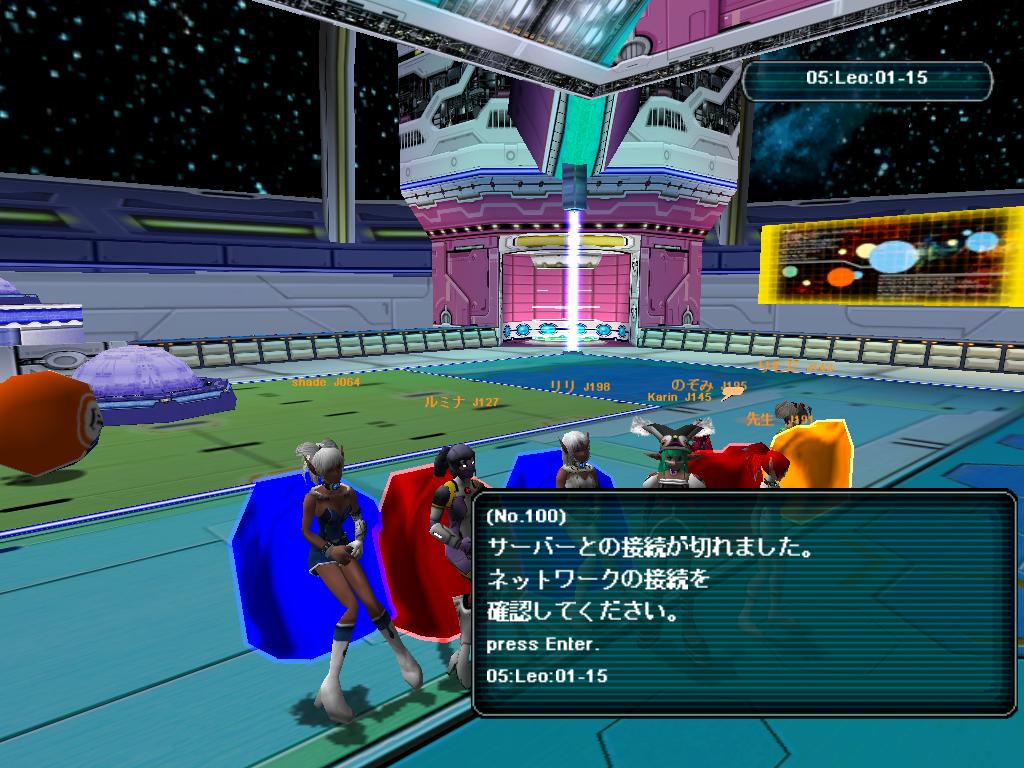 05:Leo:01-15
shade J064
ルミナ J127
リリ J198
のぞみ J185
Karin J145
先生
(No.100)
サーバーとの接続が切れました。
ネットワークの接続を
確認してください。
press Enter.
05:Leo:01-15